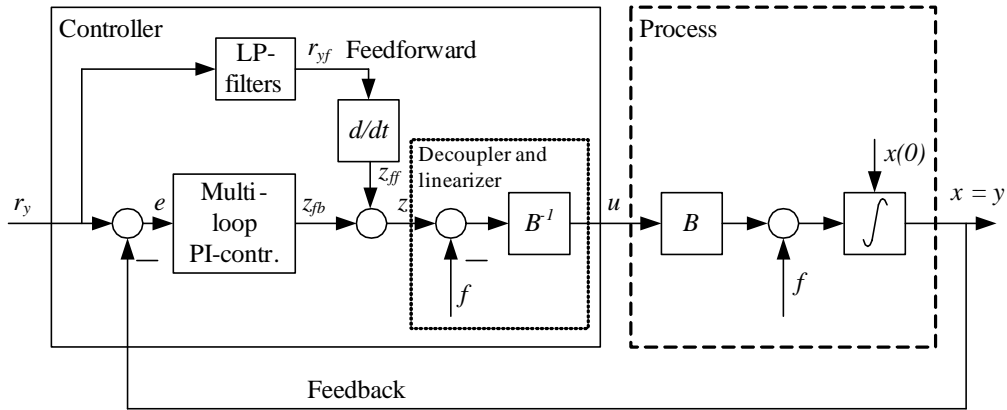 Controller
Process
LP-
filters
r_yf
Feedforward
d/dt
Decoupler and
linearizer
x(0)
r_y
e
Multi-
loop
PI-contr.
z_fb
z_ff
z
B^-1
u
B
∫
x = y
—
—
f
f
Feedback